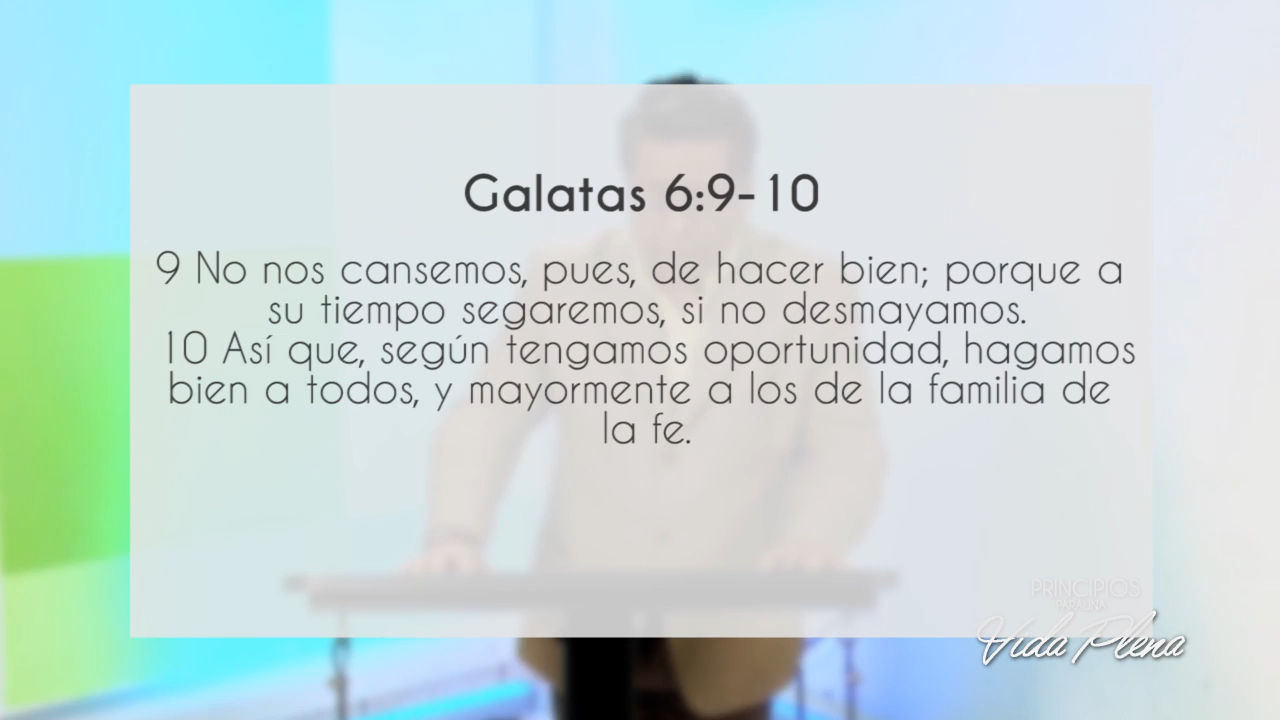 Galatas 6:9-10
9 No nos cansemos, pues, de hacer bien; porque a
su tiempo segaremos, si no desmayamos.
10 Así que, según tengamos oportunidad, hagamos
bien a todos, y mayormente a los de la familia de
la fe.
PRINCIPIOS
PARA UNA
Vida Plena